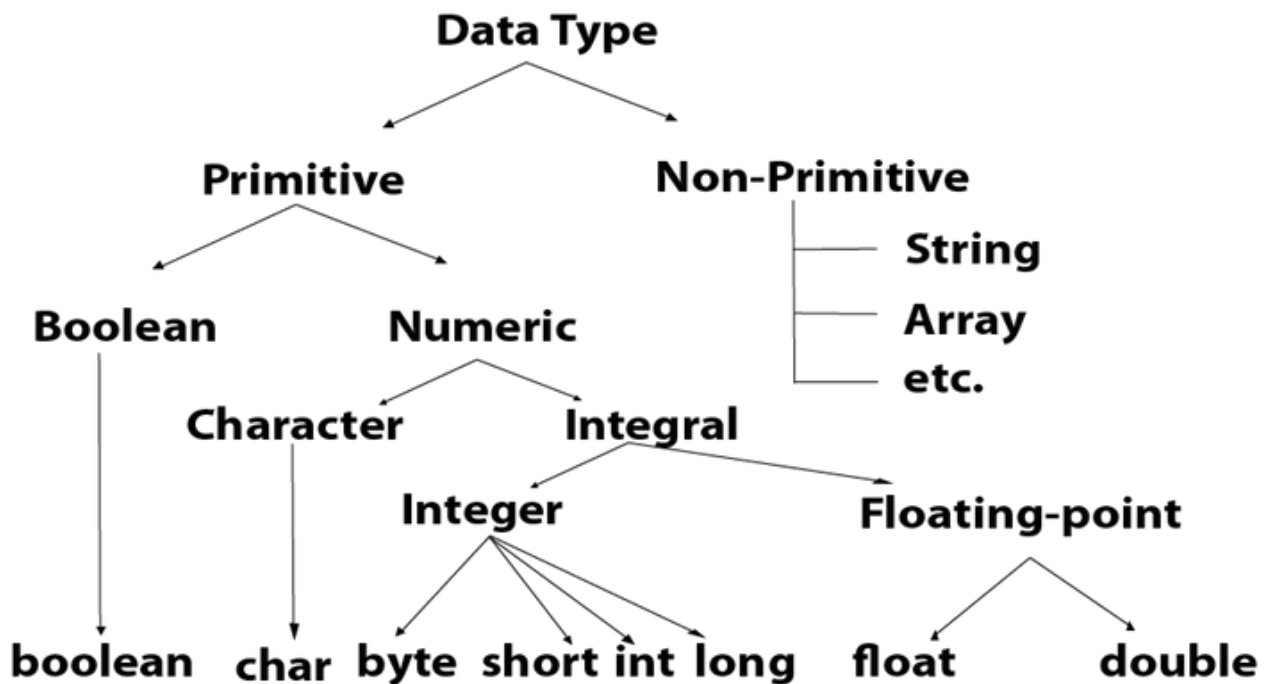 Data Type
Primitive
Non-Primitive
String
Array
etc.
Boolean
Numeric
Character
Integral
Integer
Floating-point
boolean char byte short int long float double